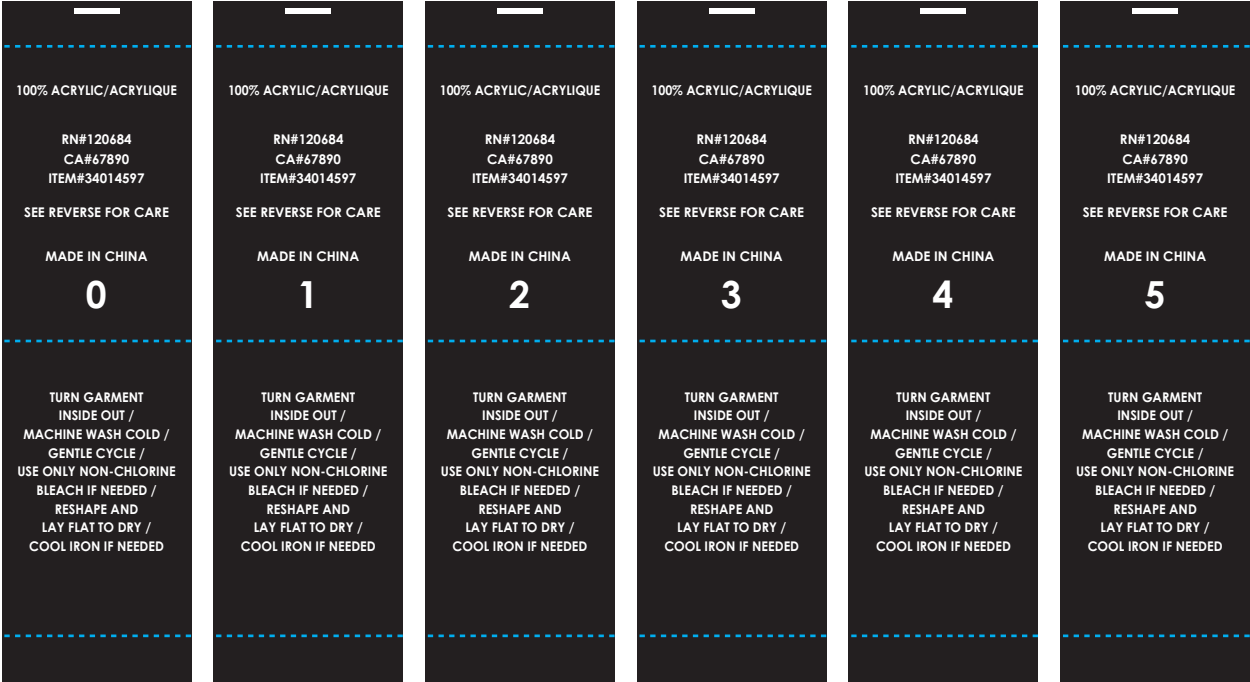 100% ACRYLIC/ACRYLIQUE
RN#120684
CA#67890
ITEM#34014597
SEE REVERSE FOR CARE
MADE IN CHINA
0
TURN GARMENT
INSIDE OUT /
MACHINE WASH COLD /
GENTLE CYCLE /
USE ONLY NON-CHLORINE
BLEACH IF NEEDED /
RESHAPE AND
LAY FLAT TO DRY /
COOL IRON IF NEEDED
100% ACRYLIC/ACRYLIQUE
RN#120684
CA#67890
ITEM#34014597
SEE REVERSE FOR CARE
MADE IN CHINA
1
TURN GARMENT
INSIDE OUT /
MACHINE WASH COLD /
GENTLE CYCLE /
USE ONLY NON-CHLORINE
BLEACH IF NEEDED /
RESHAPE AND
LAY FLAT TO DRY /
COOL IRON IF NEEDED
100% ACRYLIC/ACRYLIQUE
RN#120684
CA#67890
ITEM#34014597
SEE REVERSE FOR CARE
MADE IN CHINA
2
TURN GARMENT
INSIDE OUT /
MACHINE WASH COLD /
GENTLE CYCLE /
USE ONLY NON-CHLORINE
BLEACH IF NEEDED /
RESHAPE AND
LAY FLAT TO DRY /
COOL IRON IF NEEDED
100% ACRYLIC/ACRYLIQUE
RN#120684
CA#67890
ITEM#34014597
SEE REVERSE FOR CARE
MADE IN CHINA
3
TURN GARMENT
INSIDE OUT /
MACHINE WASH COLD /
GENTLE CYCLE /
USE ONLY NON-CHLORINE
BLEACH IF NEEDED /
RESHAPE AND
LAY FLAT TO DRY /
COOL IRON IF NEEDED
100% ACRYLIC/ACRYLIQUE
RN#120684
CA#67890
ITEM#34014597
SEE REVERSE FOR CARE
MADE IN CHINA
4
TURN GARMENT
INSIDE OUT /
MACHINE WASH COLD /
GENTLE CYCLE /
USE ONLY NON-CHLORINE
BLEACH IF NEEDED /
RESHAPE AND
LAY FLAT TO DRY /
COOL IRON IF NEEDED
100% ACRYLIC/ACRYLIQUE
RN#120684
CA#67890
ITEM#34014597
SEE REVERSE FOR CARE
MADE IN CHINA
5
TURN GARMENT
INSIDE OUT /
MACHINE WASH COLD /
GENTLE CYCLE /
USE ONLY NON-CHLORINE
BLEACH IF NEEDED /
RESHAPE AND
LAY FLAT TO DRY /
COOL IRON IF NEEDED